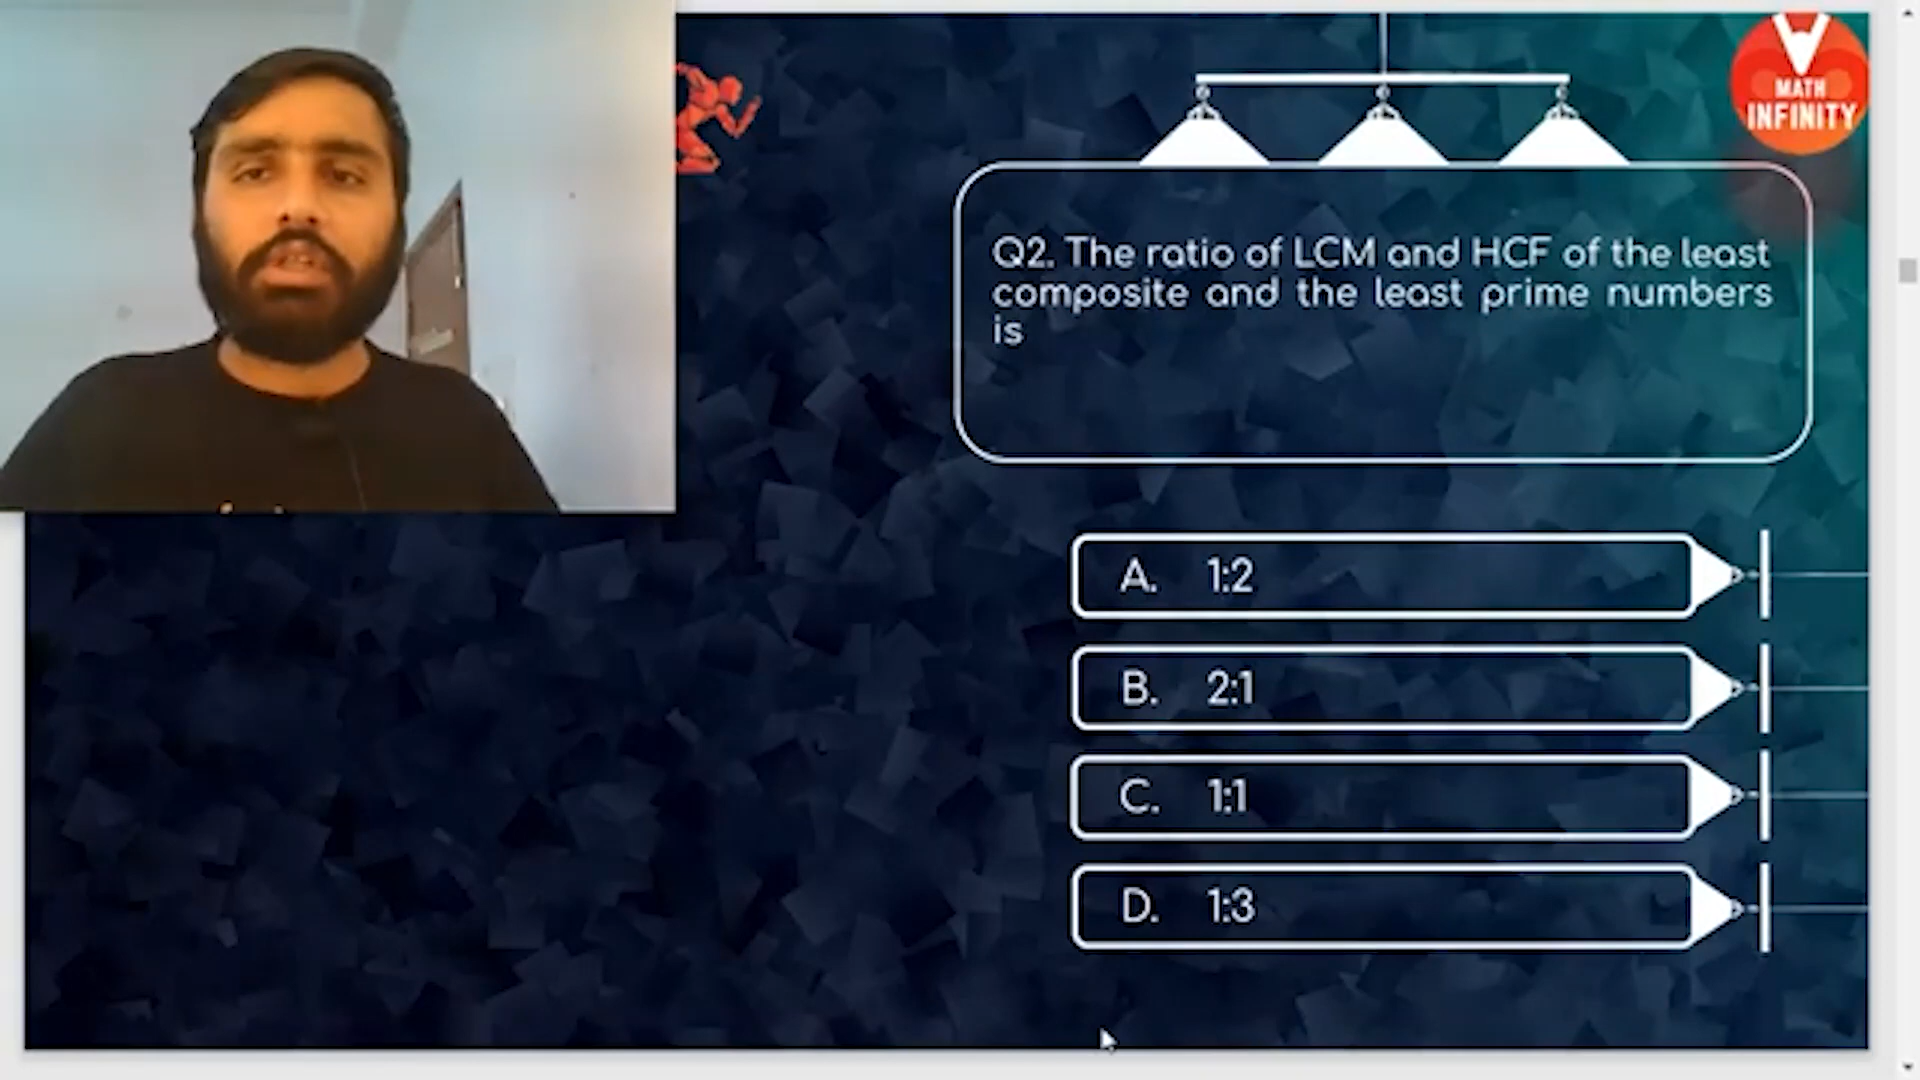 MATH
INFINITY
Q2. The ratio of LCM and HCF of the least
composite and the least prime numbers
is
A. 1:2
B. 2:1
C. 1:1
D. 1:3